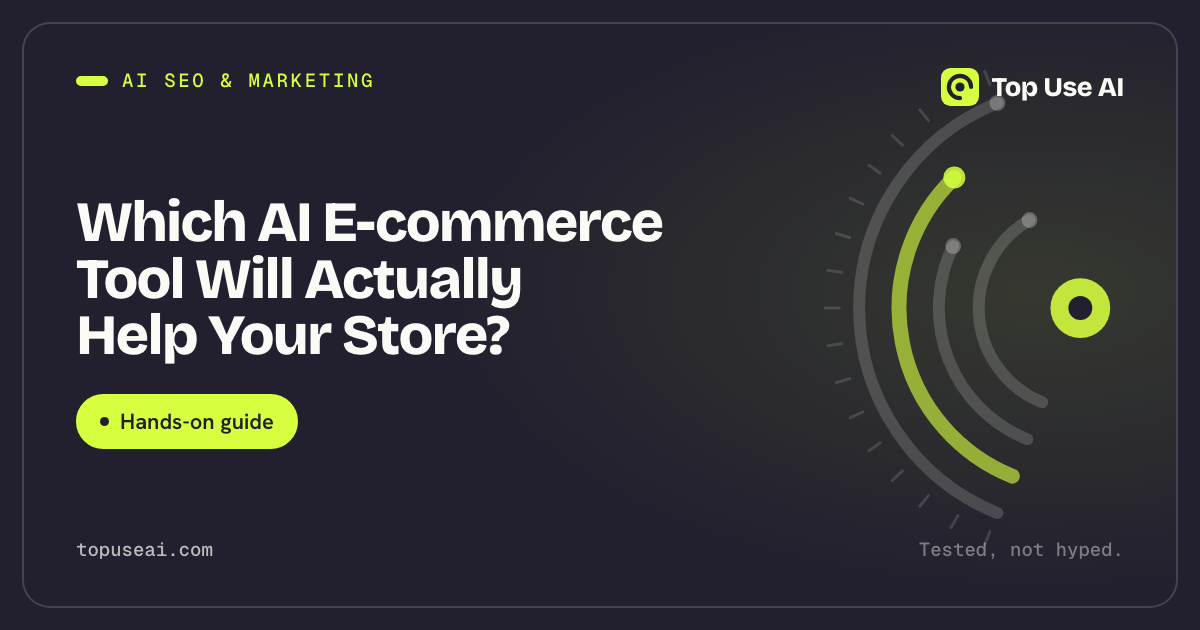 AI SEO & MARKETING
Top Use AI
Which AI E-commerce
Tool Will Actually
Help Your Store?
Hands-on guide
topuseai.com
Tested, not hyped.